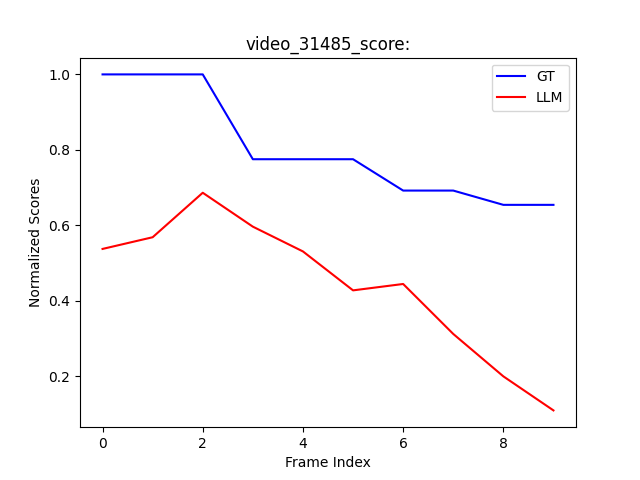 video_31485_score:
GT
LLM
1.0
0.8
0.6
0.4
0.2
Normalized Scores
0 2 4 6 8
Frame Index